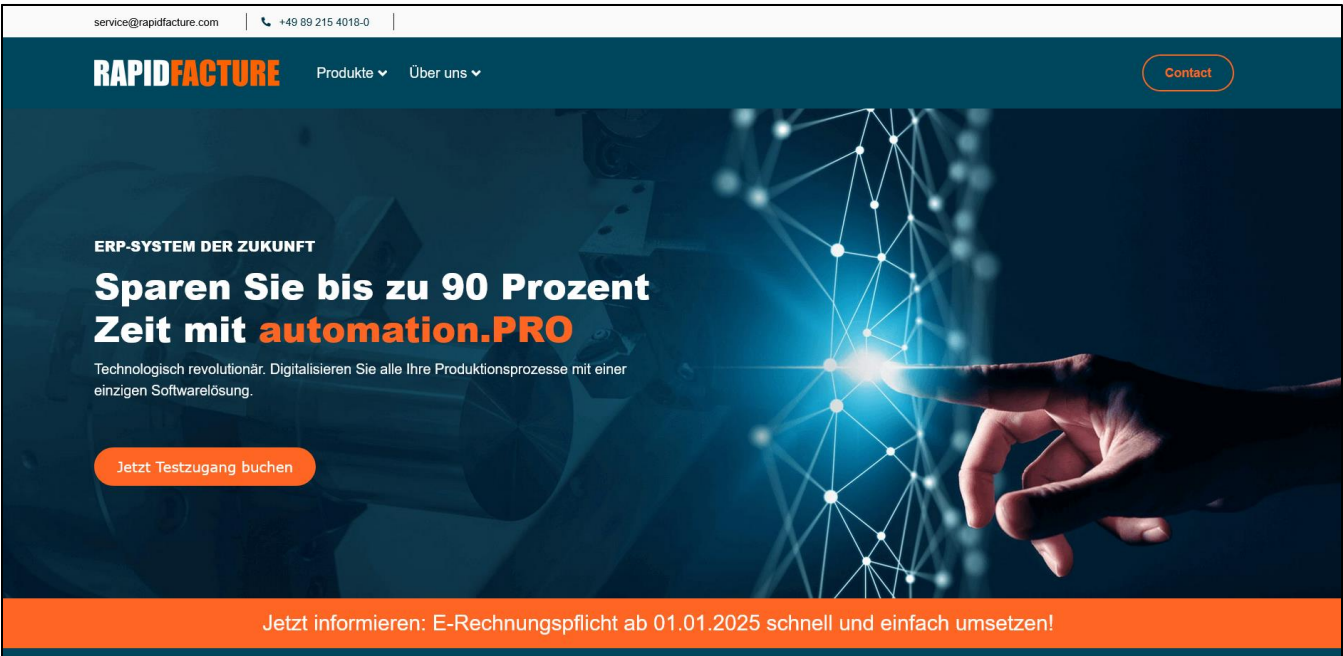 service@rapidfacture.com
+49 89 215 4018-0
RAPIDFACTURE
Produkte
Über uns
Contact
ERP-SYSTEM DER ZUKUNFT
Sparen Sie bis zu 90 Prozent
Zeit mit automation.PRO
Technologisch revolutionär. Digitalisieren Sie alle Ihre Produktionsprozesse mit einer
einzigen Softwarelösung.
Jetzt Testzugang buchen
Jetzt informieren: E-Rechnungspflicht ab 01.01.2025 schnell und einfach umsetzen!